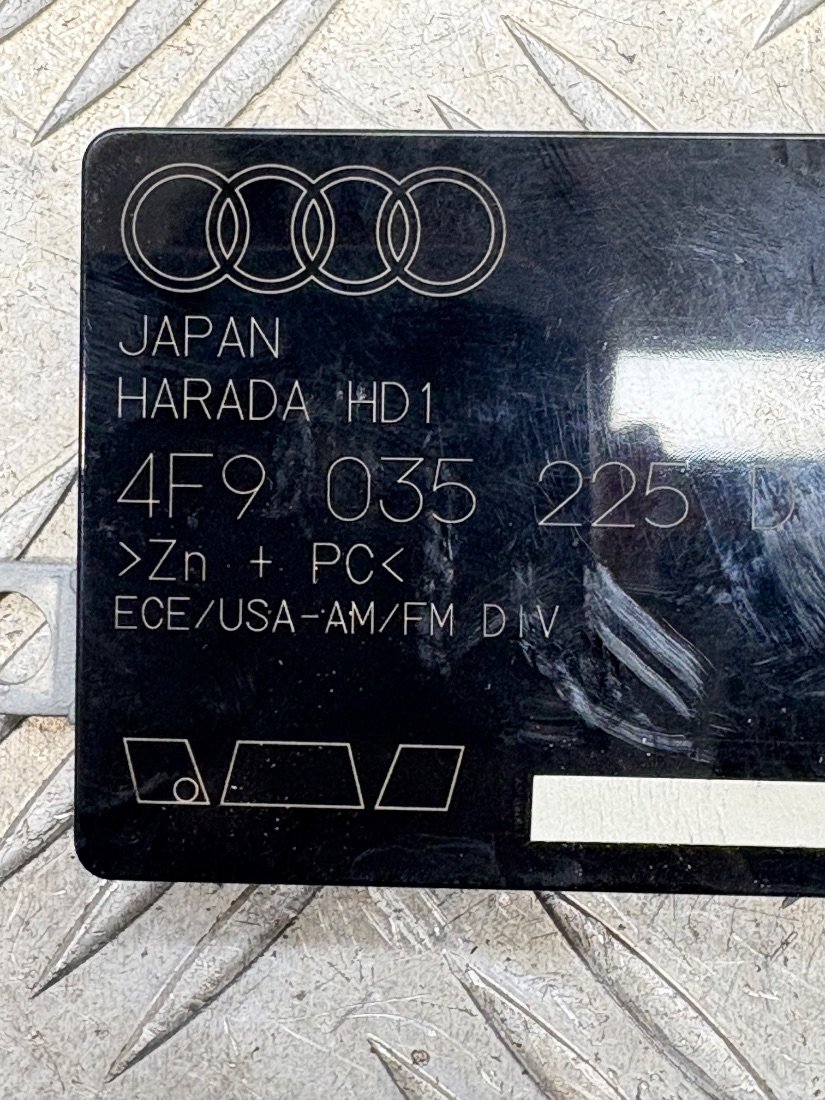 JAPAN
HARADA HD1
4F9 035 225 D
>Zn + PC<
ECE/USA-AM/FM DIV